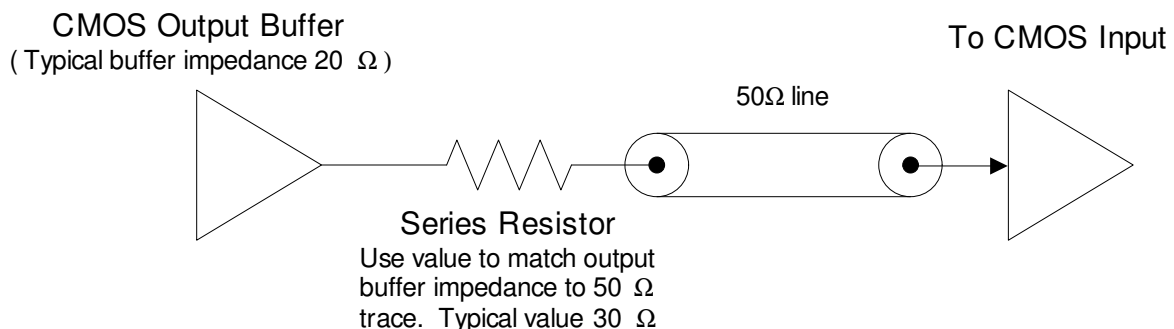 CMOS Output Buffer
( Typical buffer impedance 20 Ω )
To CMOS Input
50Ω line
Series Resistor
Use value to match output
buffer impedance to 50 Ω
trace. Typical value 30 Ω